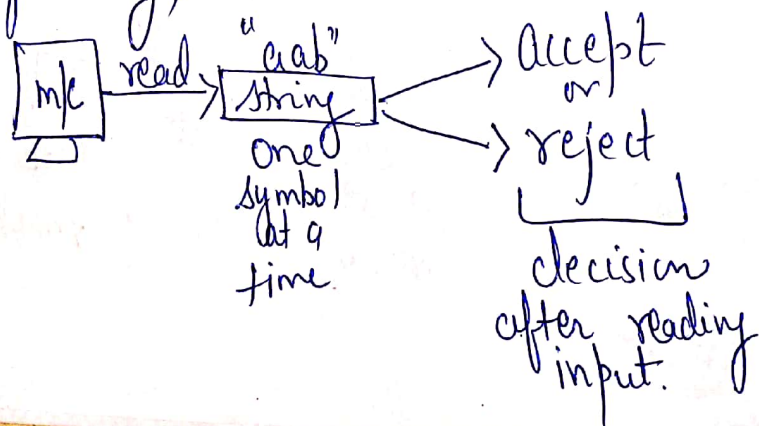 m/c
read
"aab"
string
one
symbol
at a
time.
accept
or
reject
decision
after reading
input.